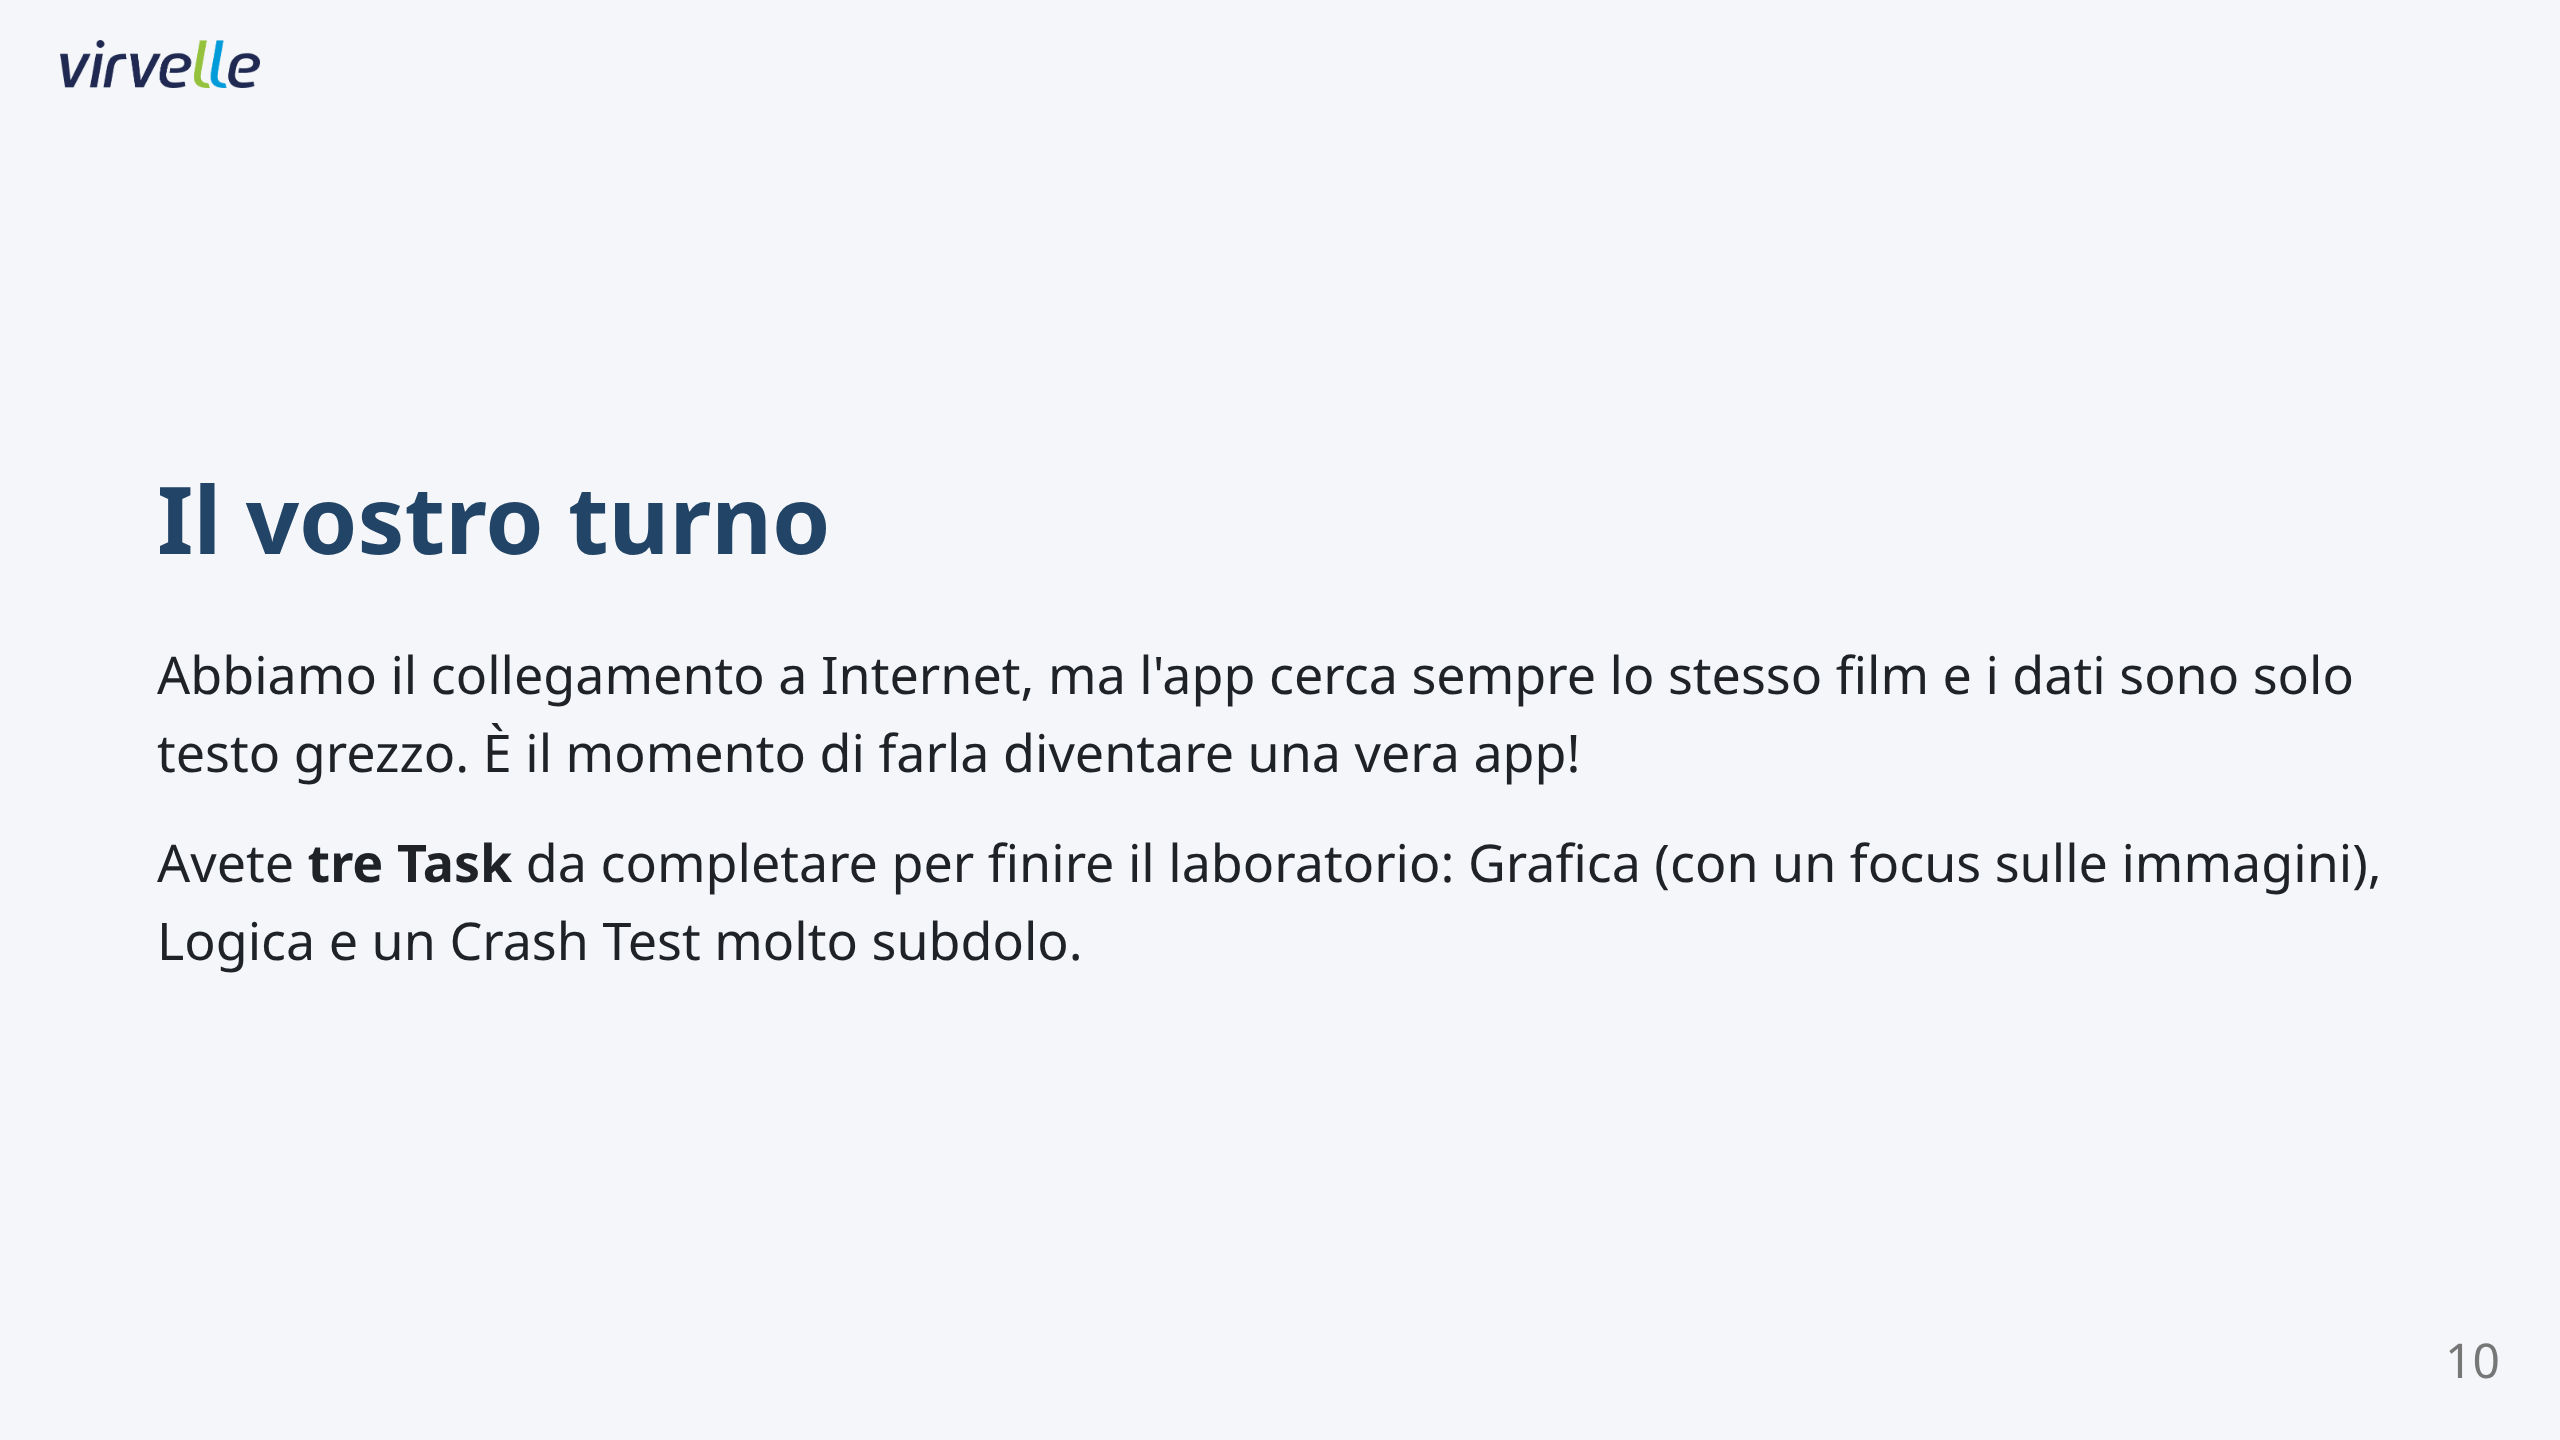 virvelle
Il vostro turno
Abbiamo il collegamento a Internet, ma l'app cerca sempre lo stesso film e i dati sono solo
testo grezzo. È il momento di farla diventare una vera app!
Avete tre Task da completare per finire il laboratorio: Grafica (con un focus sulle immagini),
Logica e un Crash Test molto subdolo.
10